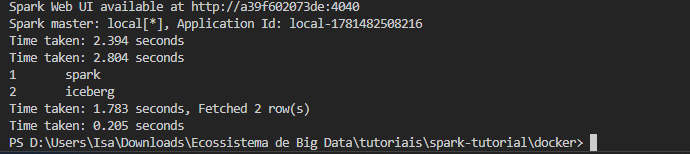 Spark Web UI available at http://a39f602073de:4040
Spark master: local[*], Application Id: local-1781482508216
Time taken: 2.394 seconds
Time taken: 2.804 seconds
1       spark
2       iceberg
Time taken: 1.783 seconds, Fetched 2 row(s)
Time taken: 0.205 seconds
PS D:\Users\Isa\Downloads\Ecossistema de Big Data\tutoriais\spark-tutorial\docker>